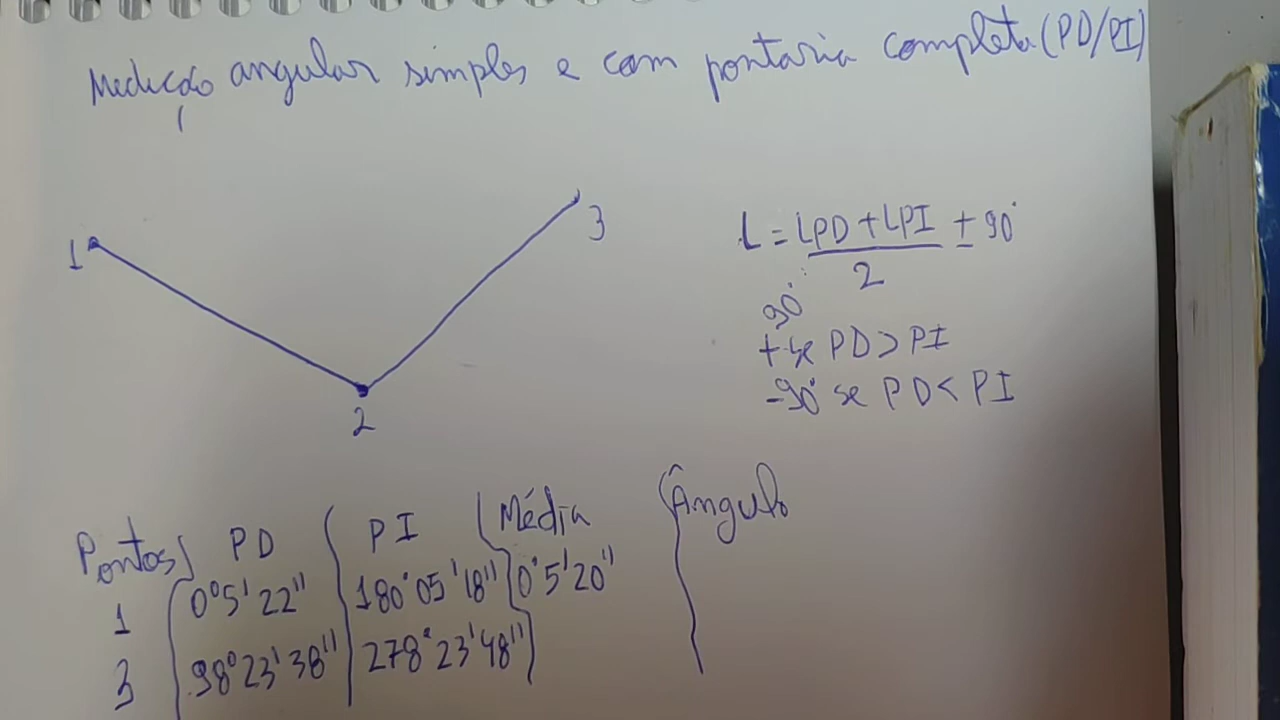 Medição angular simples e com pontaria completa (PD/PI)
1
3
2
L = LPD + LPI ± 90°
2
90°
+ se PD > PI
-90° se PD < PI
Pontos PD PI Média Ângulo
1 0°5'22" 180°05'18" 0°5'20"
3 98°23'38" 278°23'48"